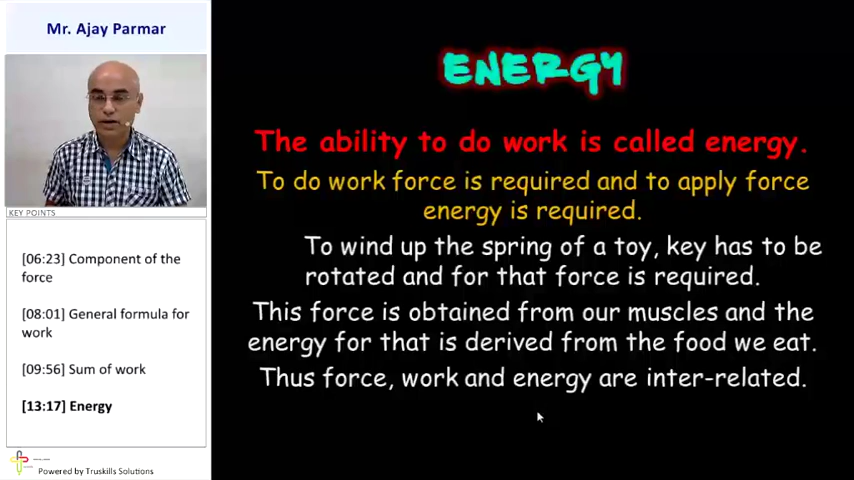 Mr. Ajay Parmar
KEY POINTS
[06:23] Component of the
force
[08:01] General formula for
work
[09:56] Sum of work
[13:17] Energy
Powered by Truskills Solutions
ENERGY
The ability to do work is called energy.
To do work force is required and to apply force
energy is required.
To wind up the spring of a toy, key has to be
rotated and for that force is required.
This force is obtained from our muscles and the
energy for that is derived from the food we eat.
Thus force, work and energy are inter-related.